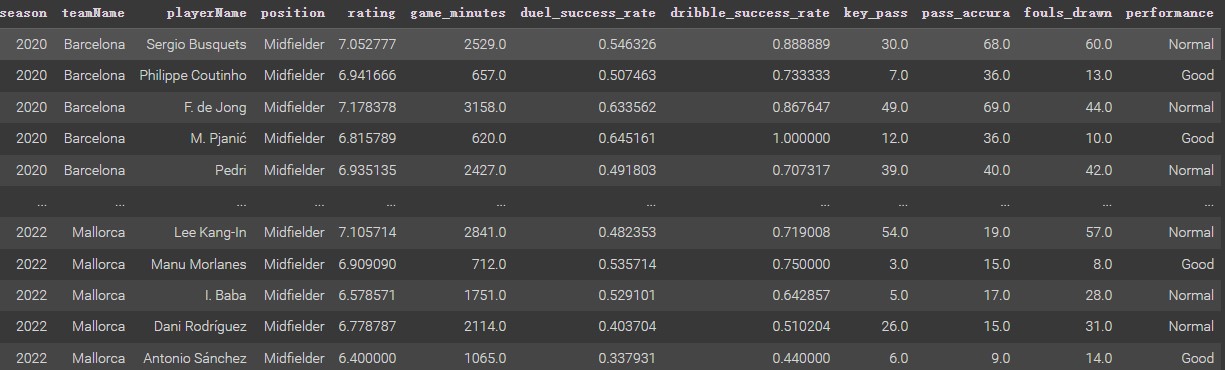 season teamName playerName position rating game_minutes duel_success_rate dribble_success_rate key_pass pass_accura fouls_drawn performance
2020 Barcelona Sergio Busquets Midfielder 7.052777 2529.0 0.546326 0.888889 30.0 68.0 60.0 Normal
2020 Barcelona Philippe Coutinho Midfielder 6.941666 657.0 0.507463 0.733333 7.0 36.0 13.0 Good
2020 Barcelona F. de Jong Midfielder 7.178378 3158.0 0.633562 0.867647 49.0 69.0 44.0 Normal
2020 Barcelona M. Pjanić Midfielder 6.815789 620.0 0.645161 1.000000 12.0 36.0 10.0 Good
2020 Barcelona Pedri Midfielder 6.935135 2427.0 0.491803 0.707317 39.0 40.0 42.0 Normal
... ... ... ... ... ... ... ... ... ... ... ...
2022 Mallorca Lee Kang-In Midfielder 7.105714 2841.0 0.482353 0.719008 54.0 19.0 57.0 Normal
2022 Mallorca Manu Morlanes Midfielder 6.909090 712.0 0.535714 0.750000 3.0 15.0 8.0 Good
2022 Mallorca I. Baba Midfielder 6.578571 1751.0 0.529101 0.642857 5.0 17.0 28.0 Normal
2022 Mallorca Dani Rodríguez Midfielder 6.778787 2114.0 0.403704 0.510204 26.0 15.0 31.0 Normal
2022 Mallorca Antonio Sánchez Midfielder 6.400000 1065.0 0.337931 0.440000 6.0 9.0 14.0 Good